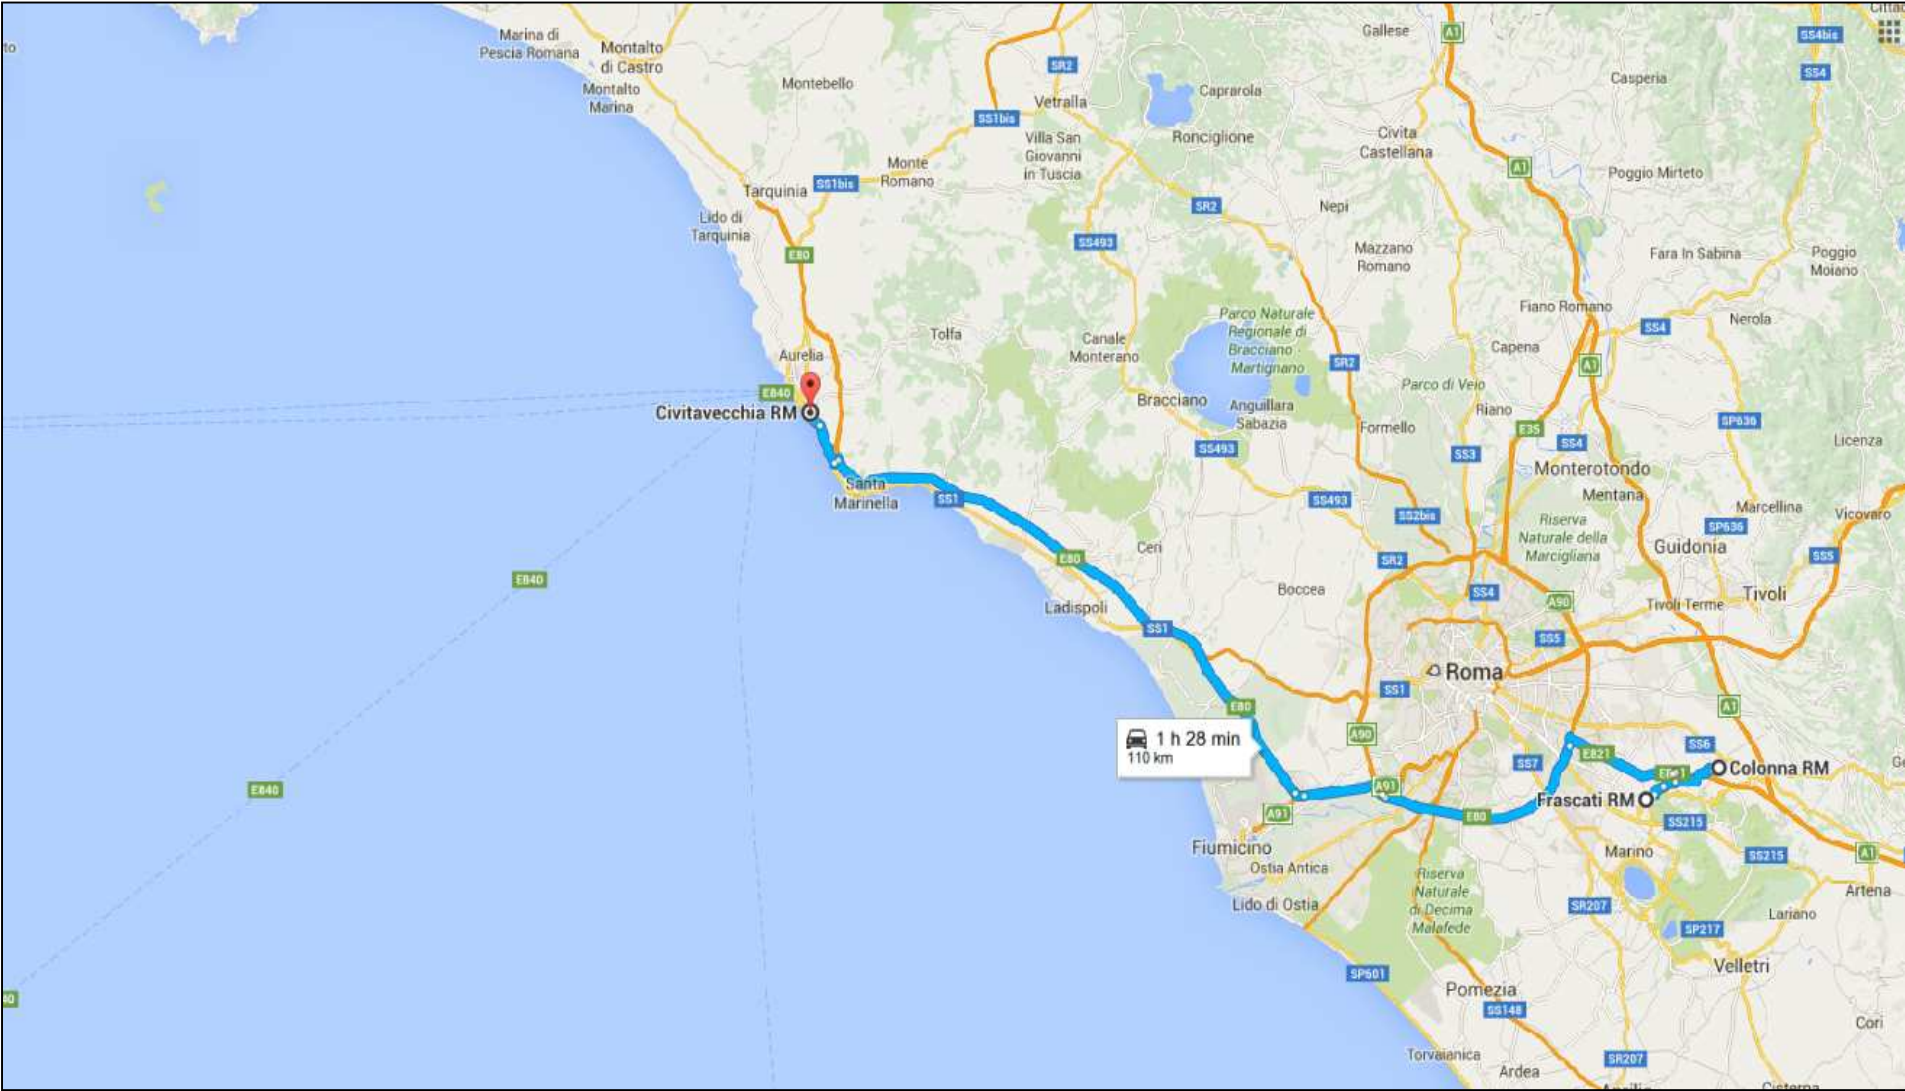 Marina di
Pescia Romana
Montalto
di Castro
Montalto
Marina
Montebello
SR2
Vetralla
SS1bis
Caprarola
Ronciglione
Gallese
A1
Casperia
SS4bis
SS4
Villa San
Giovanni
in Tuscia
Civita
Castellana
Monte
Romano
Tarquinia
SS1bis
A1
Poggio Mirteto
SR2
Nepi
Lido di
Tarquinia
SS493
E80
Mazzano
Romano
Fara In Sabina
Poggio
Moiano
Tolfa
Canale
Monterano
Parco Naturale
Regionale di
Bracciano -
Martignano
Fiano Romano
SS4
Nerola
Capena
SR2
A1
Aurelia
E840
Civitavecchia RM
Bracciano
Anguillara
Sabazia
Parco di Veio
Riano
Formello
E35
SS4
SP636
Licenza
SS493
SS3
Monterotondo
Mentana
Santa
Marinella
SS1
SS493
SS2bis
Marcellina
Vicovaro
SP636
Riserva
Naturale della
Marcigliana
Guidonia
SS5
Ceri
E80
SR2
E840
Boccea
SS4
A90
Tivoli Terme
Tivoli
Ladispoli
SS1
SS5
Roma
SS1
E80
A1
A90
1 h 28 min
110 km
SS6
E821
SS7
Colonna RM
E840
A91
Frascati RM
A91
E80
SS215
Fiumicino
Marino
SS215
A1
Ostia Antica
Riserva
Naturale
di Decima
Malafede
Artena
Lido di Ostia
SR207
Lariano
SP217
SP601
Velletri
Pomezia
SS148
Cori
Torvaianica
SR207
Ardea
Cisterna